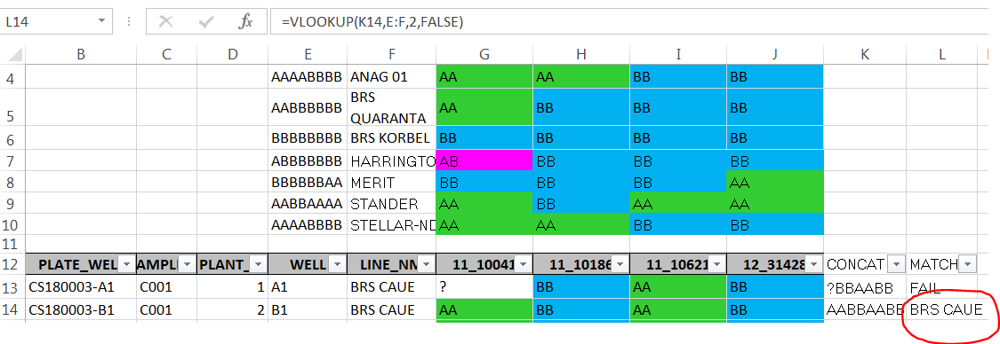 L14 =VLOOKUP(K14,E:F,2,FALSE)
B C D E F G H I J K L
4 AAAABBBB ANAG 01 AA AA BB BB
5 AABBBBBB BRS QUARANTA AA BB BB BB
6 BBBBBBBB BRS KORBEL BB BB BB BB
7 ABBBBBBB HARRINGTO AB BB BB BB
8 BBBBBBAA MERIT BB BB BB AA
9 AABBAAAA STANDER AA BB AA AA
10 AAAABBBB STELLAR-ND AA AA BB BB
11
12 PLATE_WEL AMPL PLANT_ WELL LINE_NM 11_10041 11_10186 11_10621 12_31428 CONCAT MATCH
13 CS180003-A1 C001 1 A1 BRS CAUE ? BB AA BB ?BBAABB FAIL
14 CS180003-B1 C001 2 B1 BRS CAUE AA BB AA BB AABBAABB BRS CAUE